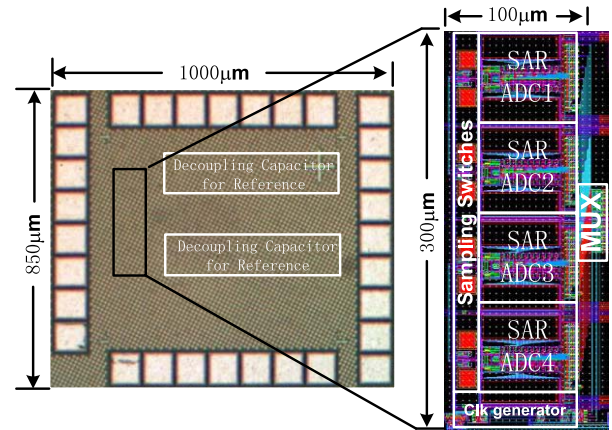 1000μm
850μm
Decoupling Capacitor
for Reference
Decoupling Capacitor
for Reference
100μm
300μm
Sampling Switches
SAR
ADC1
SAR
ADC2
SAR
ADC3
SAR
ADC4
MUX
Clk generator